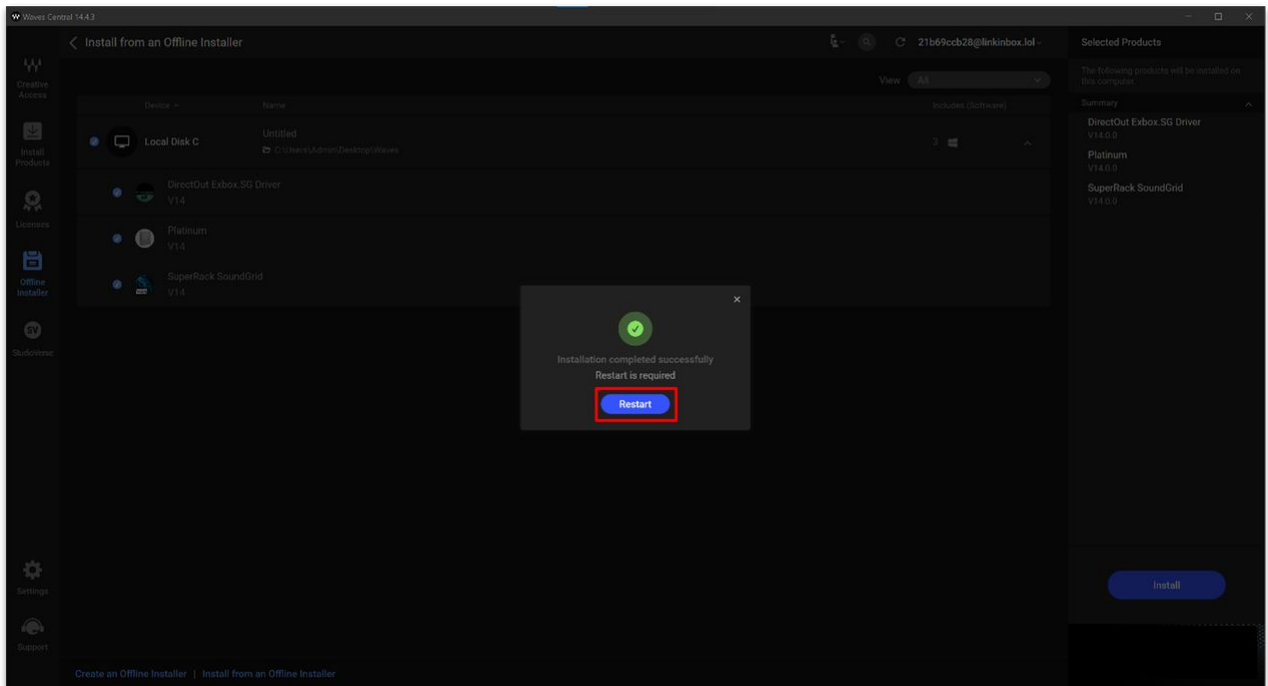 Waves Central 14.4.3
Install from an Offline Installer
21b69ccb28@linkinbox.lol
Selected Products
The following products will be installed on
this computer
View All
Device
Name
Includes (Software)
Summary
Creative
Access
Install
Products
Licenses
Offline
Installer
SV
StudioVerse
Settings
Support
Local Disk C
Untitled
C:\Users\Admin\Desktop\Waves
3
DirectOut Exbox.SG Driver
V14
Platinum
V14
SuperRack SoundGrid
V14
DirectOut Exbox.SG Driver
V14.0.0
Platinum
V14.0.0
SuperRack SoundGrid
V14.0.0
Installation completed successfully
Restart is required
Restart
Install
Create an Offline Installer | Install from an Offline Installer